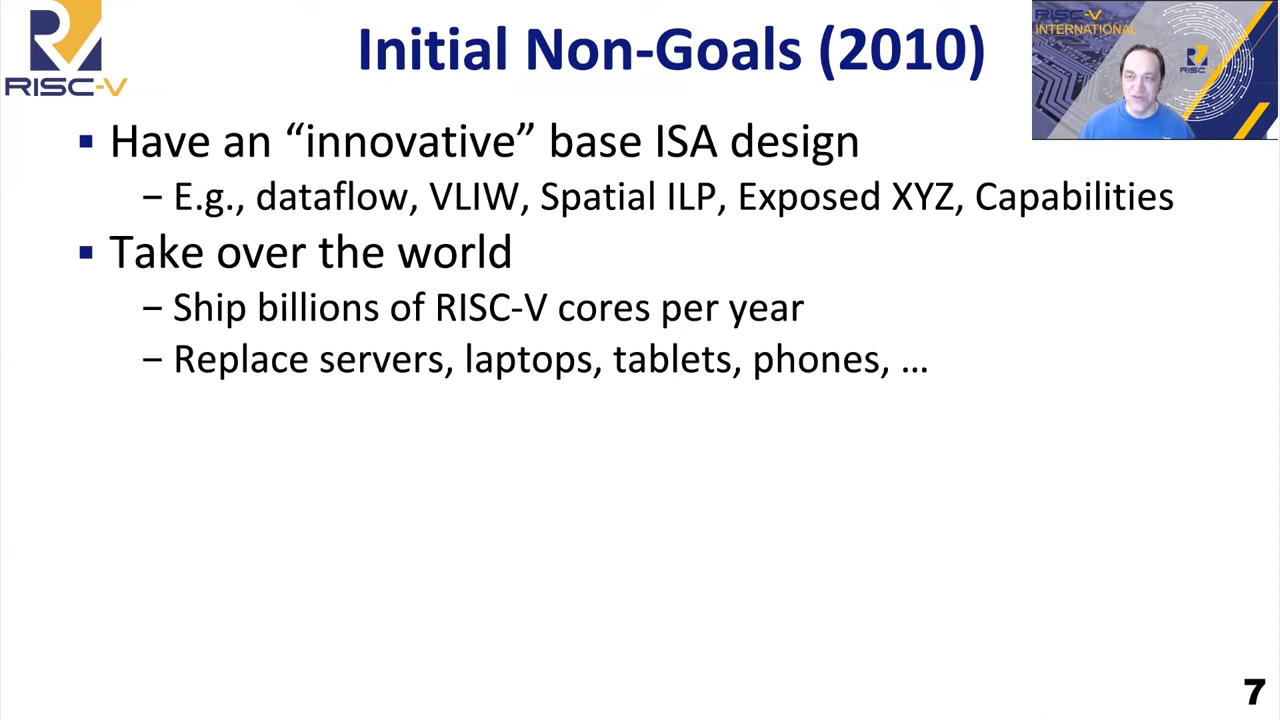 RISC-V
Initial Non-Goals (2010)
RISC-V
INTERNATIONAL
RISC-V
▪ Have an “innovative” base ISA design
– E.g., dataflow, VLIW, Spatial ILP, Exposed XYZ, Capabilities
▪ Take over the world
– Ship billions of RISC-V cores per year
– Replace servers, laptops, tablets, phones, …
7